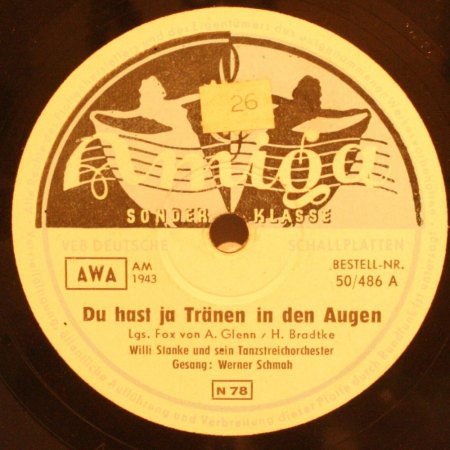 26
Amiga
SONDER KLASSE
VEB DEUTSCHE SCHALLPLATTEN
AWA
AM
1943
BESTELL-NR.
50/486 A
Du hast ja Tränen in den Augen
Lgs. Fox von A. Glenn / H. Bradtke
Willi Stanke und sein Tanzstreichorchester
Gesang: Werner Schmah
N 78